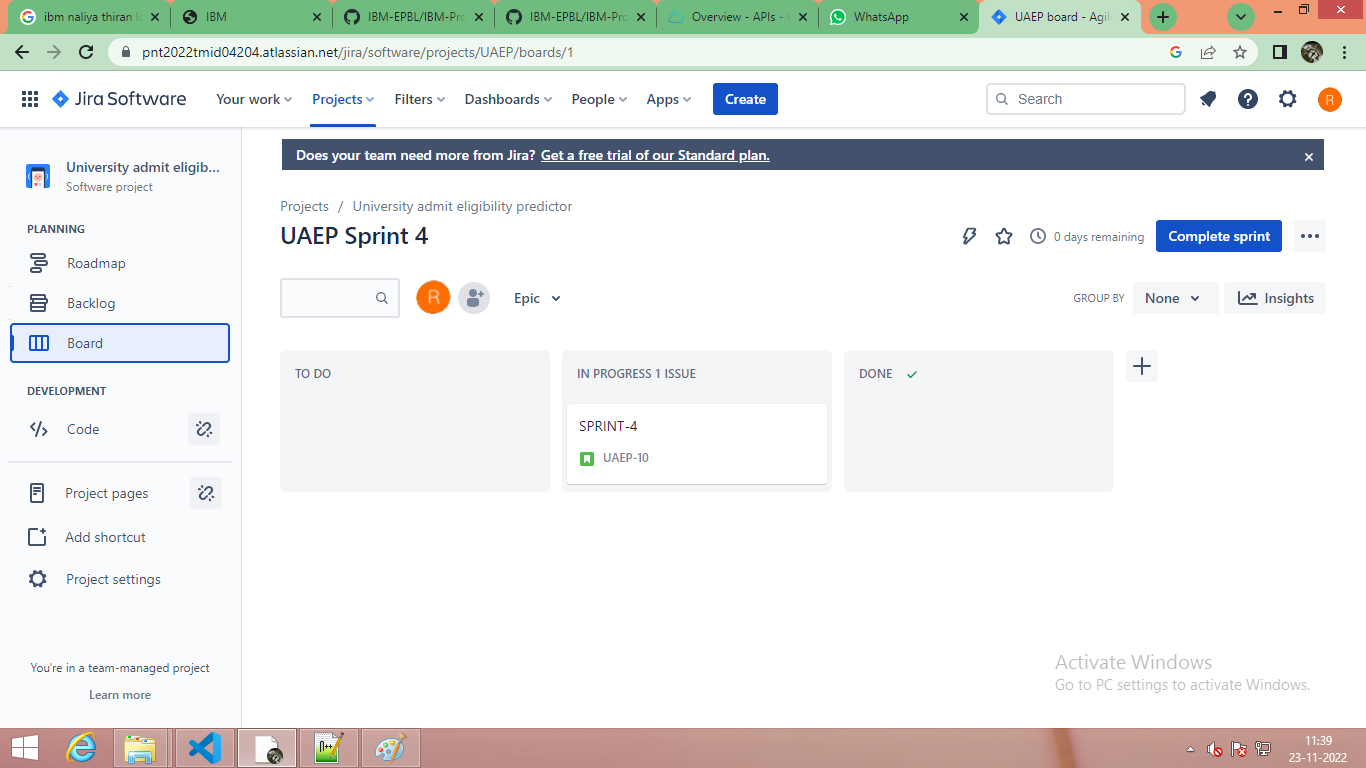 ibm naliya thiran lo
IBM
IBM-EPBL/IBM-Pro
IBM-EPBL/IBM-Pro
Overview - APIs -
WhatsApp
UAEP board - Agil
pnt2022tmid04204.atlassian.net/jira/software/projects/UAEP/boards/1
Jira Software
Your work
Projects
Filters
Dashboards
People
Apps
Create
Search
R
University admit eligib...
Software project
PLANNING
Roadmap
Backlog
Board
DEVELOPMENT
Code
Project pages
Add shortcut
Project settings
You're in a team-managed project
Learn more
Does your team need more from Jira? Get a free trial of our Standard plan.
Projects / University admit eligibility predictor
UAEP Sprint 4
0 days remaining
Complete sprint
R
Epic
GROUP BY
None
Insights
TO DO
IN PROGRESS 1 ISSUE
SPRINT-4
UAEP-10
DONE
Activate Windows
Go to PC settings to activate Windows.
11:39
23-11-2022